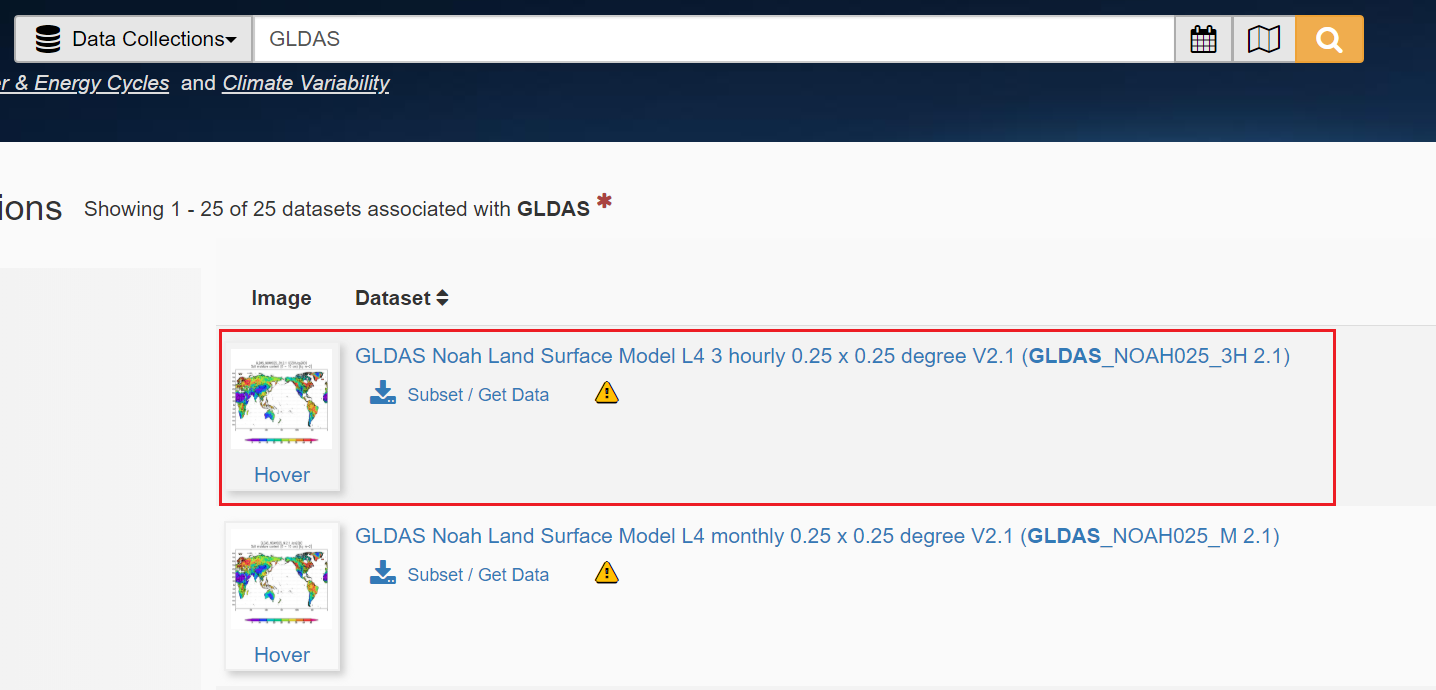 Data Collections GLDAS
r & Energy Cycles and Climate Variability
ions Showing 1 - 25 of 25 datasets associated with GLDAS *
Image Dataset
GLDAS Noah Land Surface Model L4 3 hourly 0.25 x 0.25 degree V2.1 (GLDAS_NOAH025_3H 2.1)
Subset / Get Data
Hover
GLDAS Noah Land Surface Model L4 monthly 0.25 x 0.25 degree V2.1 (GLDAS_NOAH025_M 2.1)
Subset / Get Data
Hover